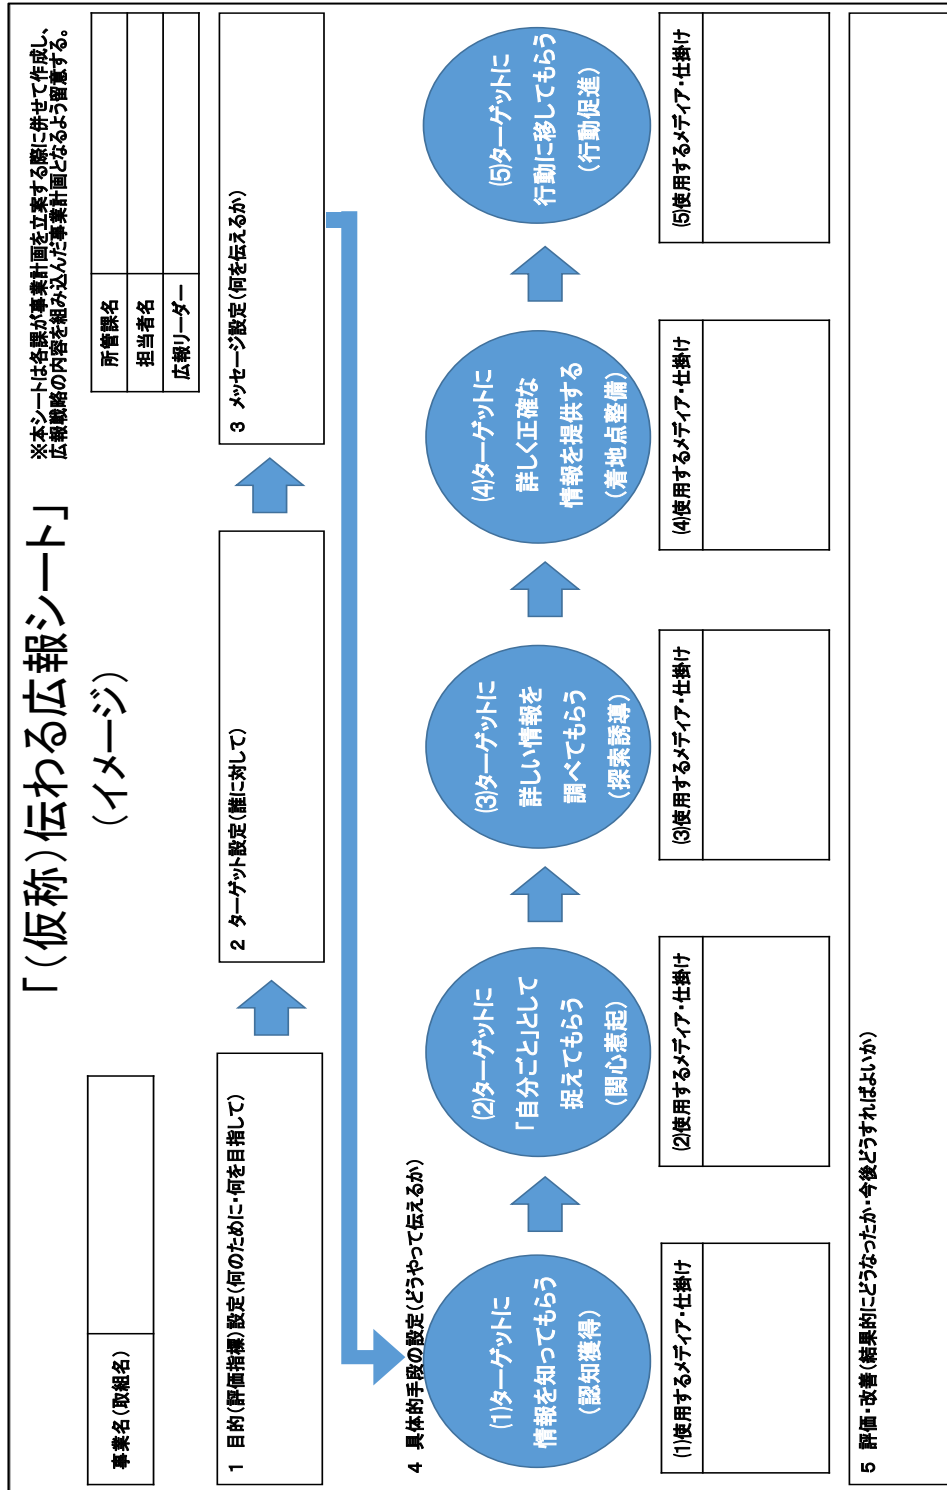 「(仮称)伝わる広報シート」
(イメージ)
※本シートは各課が事業計画を立案する際に併せて作成し、
広報戦略の内容を組み込んだ事業計画となるよう留意する。
事業名(取組名)
所管課名
担当者名
広報リーダー
1 目的(評価指標)設定(何のために・何を目指して)
2 ターゲット設定(誰に対して)
3 メッセージ設定(何を伝えるか)
4 具体的手段の設定(どうやって伝えるか)
(1)ターゲットに
情報を知ってもらう
(認知獲得)
(2)ターゲットに
「自分ごと」として
捉えてもらう
(関心惹起)
(3)ターゲットに
詳しい情報を
調べてもらう
(探索誘導)
(4)ターゲットに
詳しく正確な
情報を提供する
(着地点整備)
(5)ターゲットに
行動に移してもらう
(行動促進)
(1)使用するメディア・仕掛け
(2)使用するメディア・仕掛け
(3)使用するメディア・仕掛け
(4)使用するメディア・仕掛け
(5)使用するメディア・仕掛け
5 評価・改善(結果的にどうなったか・今後どうすればよいか)